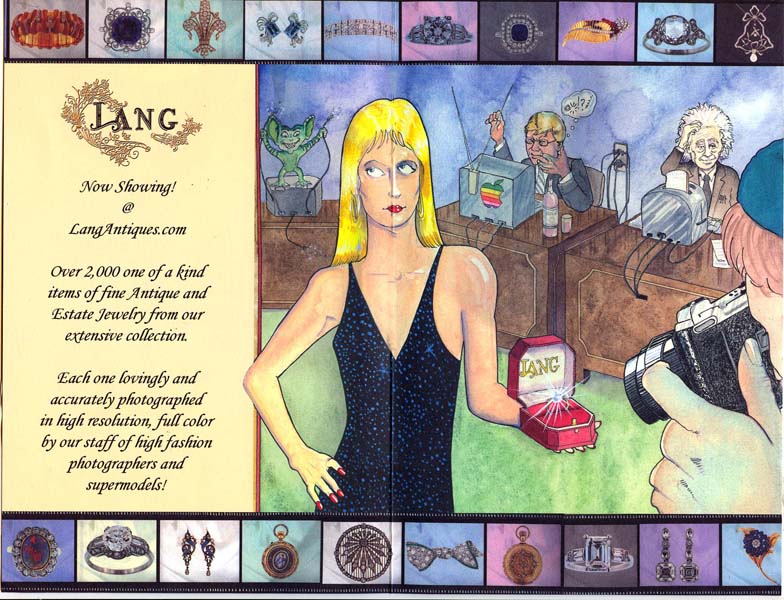 LANG
Now Showing!
@
LangAntiques.com
Over 2,000 one of a kind
items of fine Antique and
Estate Jewelry from our
extensive collection.
Each one lovingly and
accurately photographed
in high resolution, full color
by our staff of high fashion
photographers and
supermodels!
LANG